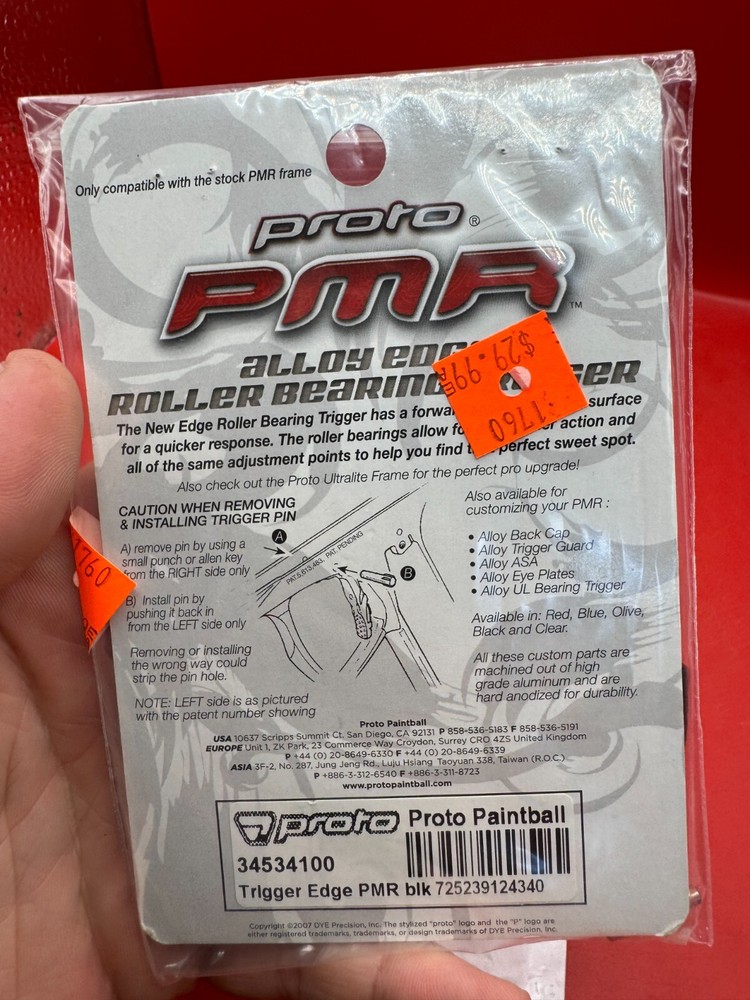 Only compatible with the stock PMR frame
proto®
PMR™
ALLOY EDGE
ROLLER BEARING
The New Edge Roller Bearing Trigger has a surface
for a quicker response. The roller bearings allow action and
all of the same adjustment points to help you find perfect sweet spot.
Also check out the Proto Ultralite Frame for the perfect pro upgrade!
$29.99
1760
CAUTION WHEN REMOVING
& INSTALLING TRIGGER PIN
A) remove pin by using a
small punch or allen key
from the RIGHT side only
B) Install pin by
pushing it back in
from the LEFT side only
Removing or installing
the wrong way could
strip the pin hole.
NOTE: LEFT side is as pictured
with the patent number showing
1760
A
PAT.5,613,483, PAT. PENDING
B
Also available for
customizing your PMR :
• Alloy Back Cap
• Alloy Trigger Guard
• Alloy ASA
• Alloy Eye Plates
• Alloy UL Bearing Trigger
Available in: Red, Blue, Olive,
Black and Clear.
All these custom parts are
machined out of high
grade aluminum and are
hard anodized for durability.
Proto Paintball
USA 10637 Scripps Summit Ct. San Diego, CA 92131 P 858-536-5183 F 858-536-5191
EUROPE Unit 1, ZK Park, 23 Commerce Way Croydon, Surrey CRO 4ZS United Kingdom
P +44 (0) 20-8649-6330 F +44 (0) 20-8649-6339
ASIA 3F-2, No. 287, Jung Jeng Rd., Luju Hsiang Taoyuan 338, Taiwan (R.O.C.)
P +886-3-312-6540 F +886-3-311-8723
www.protopaintball.com
proto Proto Paintball
34534100
Trigger Edge PMR blk 725239124340
Copyright ©2007 DYE Precision, Inc. The stylized "proto" logo and the "P" logo are
either registered trademarks, trademarks, or design trademarks of DYE Precision, Inc.